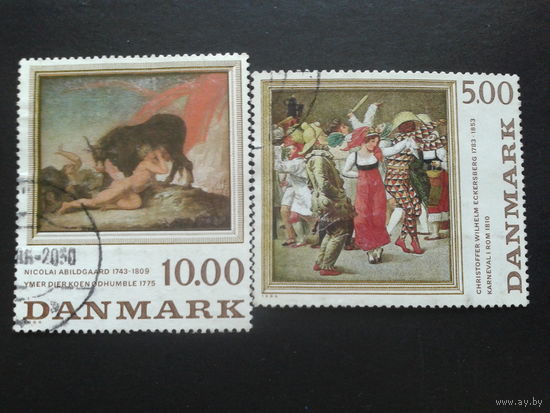 NICOLAI ABILDGAARD 1743-1809
YMER DIER KOEN ØDHUMBLE 1775
10.00
DANMARK
5.00
DANMARK
CHRISTOFFER WILHELM ECKERSBERG 1783-1853
KARNEVAL I ROM 1810
www.ay.by